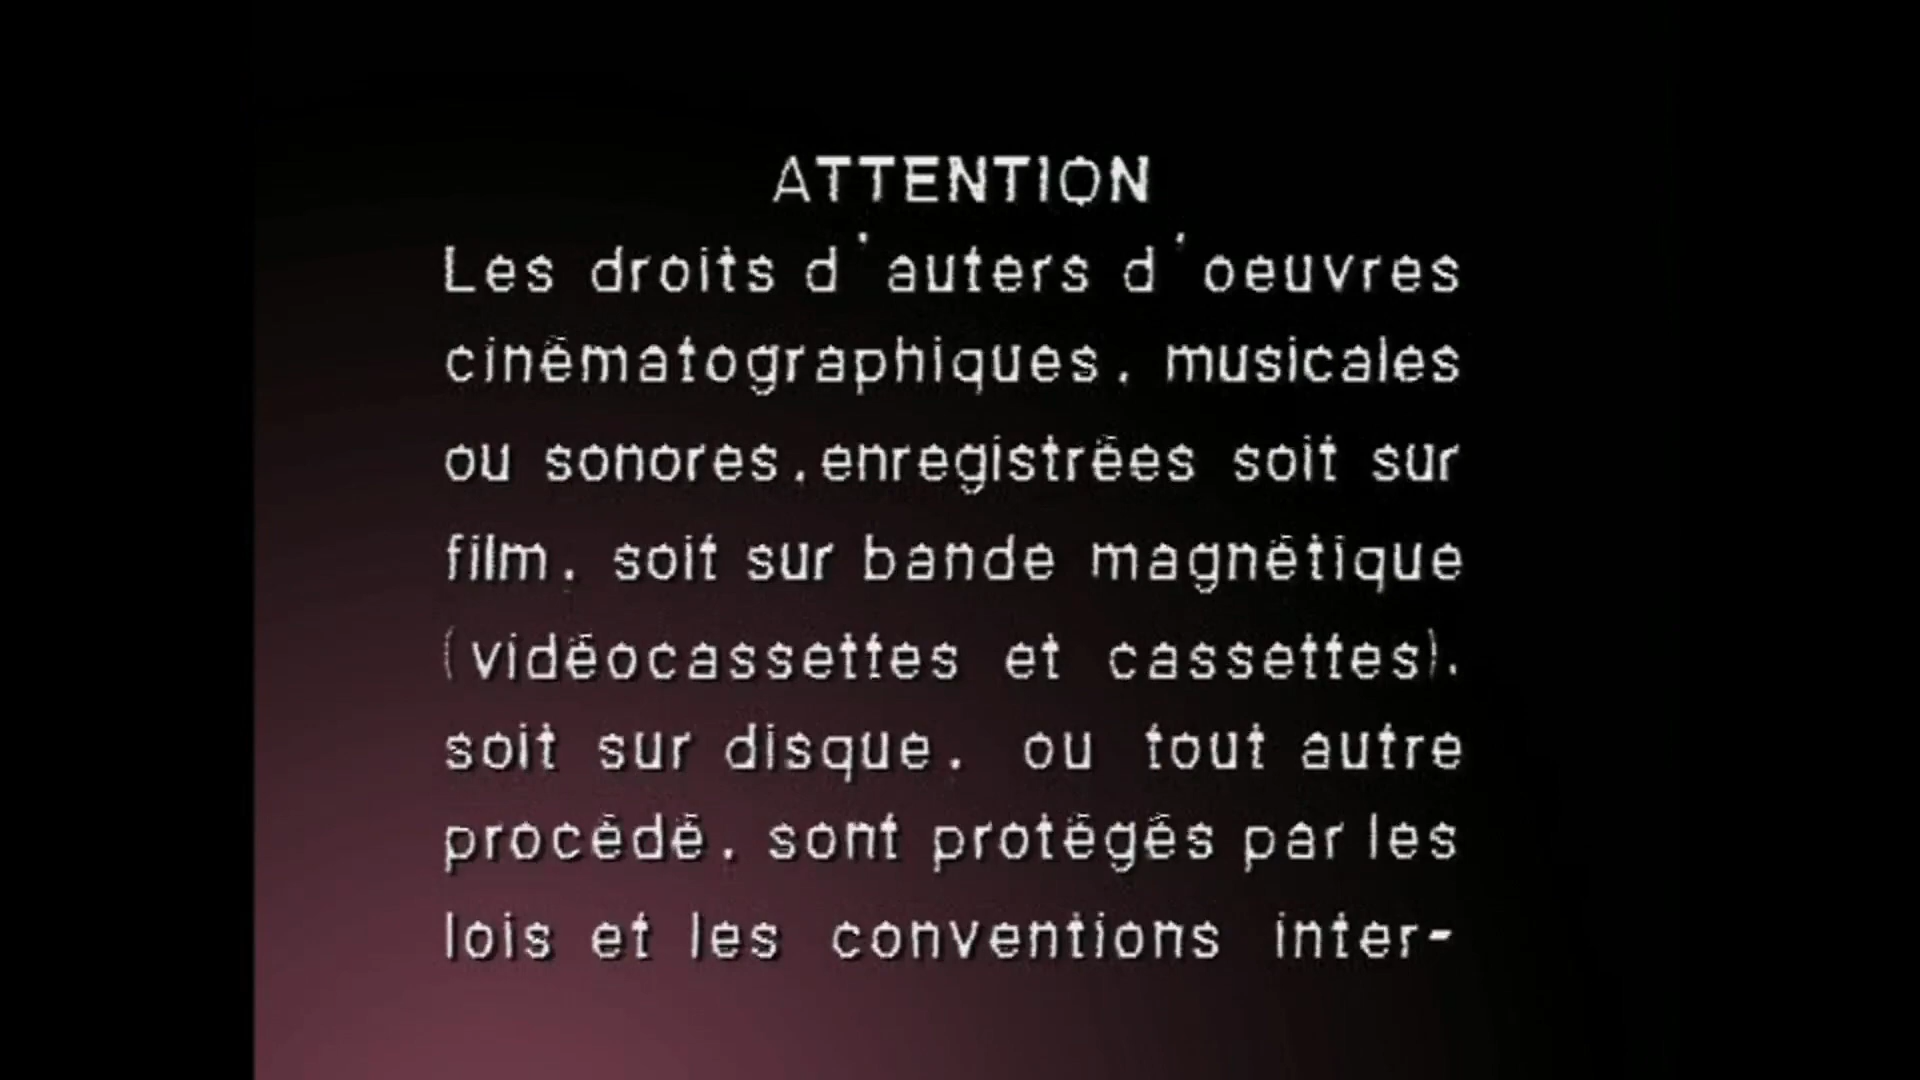 ATTENTION
Les droits d'auters d'oeuvres
cinématographiques, musicales
ou sonores,enregistrées soit sur
film, soit sur bande magnétique
(vidéocassettes et cassettes),
soit sur disque, ou tout autre
procédé, sont protégés par les
lois et les conventions inter-